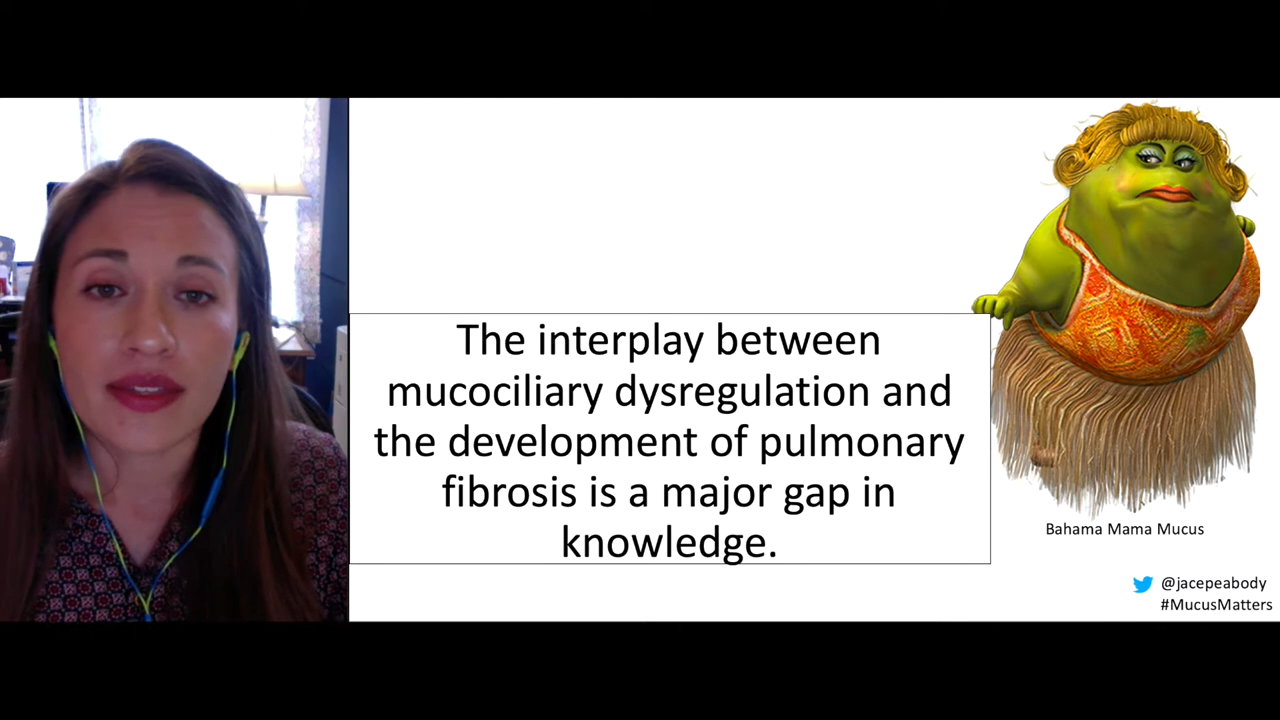 The interplay between
mucociliary dysregulation and
the development of pulmonary
fibrosis is a major gap in
knowledge.
Bahama Mama Mucus
@jacepeabody
#MucusMatters